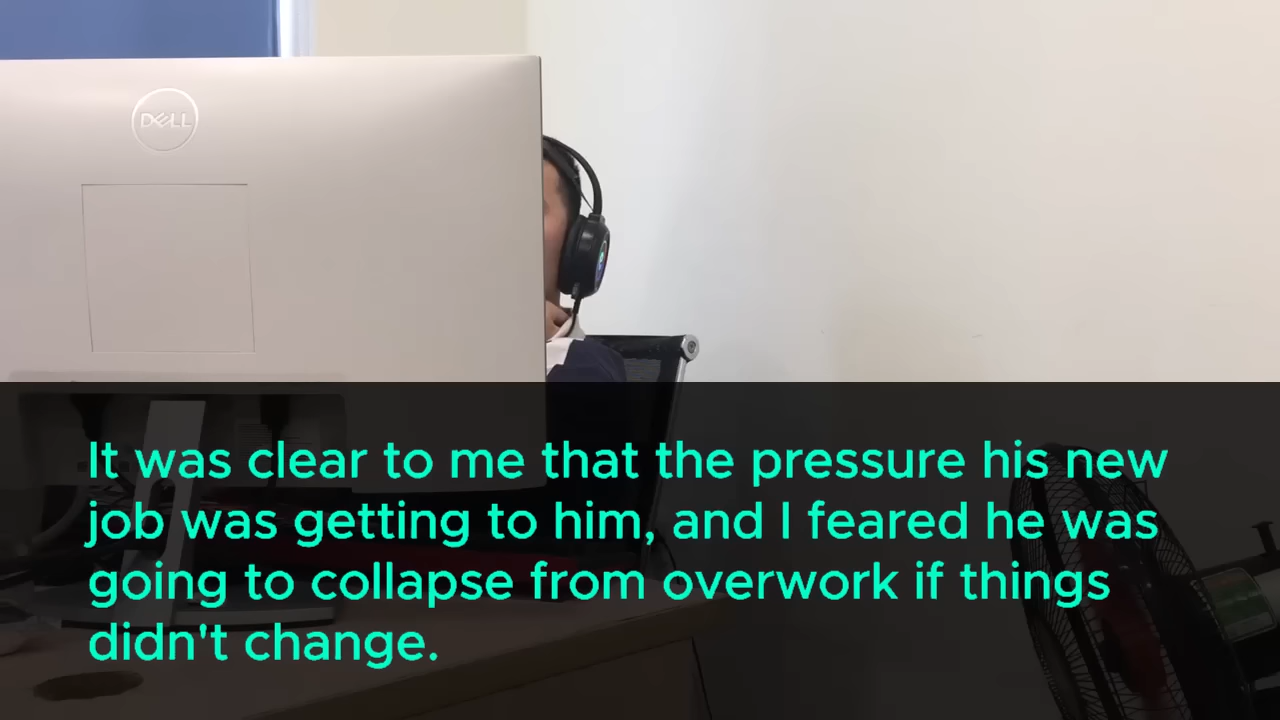 DELL
It was clear to me that the pressure his new
job was getting to him, and I feared he was
going to collapse from overwork if things
didn't change.